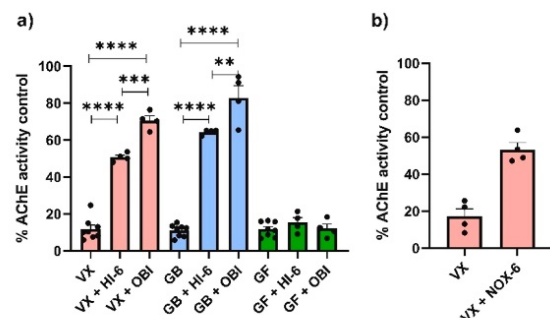 a)
% AChE activity control
100
80
60
40
20
0
****
****
***
****
****
**
VX
VX + HI-6
VX + OBI
GB
GB + HI-6
GB + OBI
GF
GF + HI-6
GF + OBI
b)
% AChE activity control
100
80
60
40
20
0
VX
VX + NOX-6